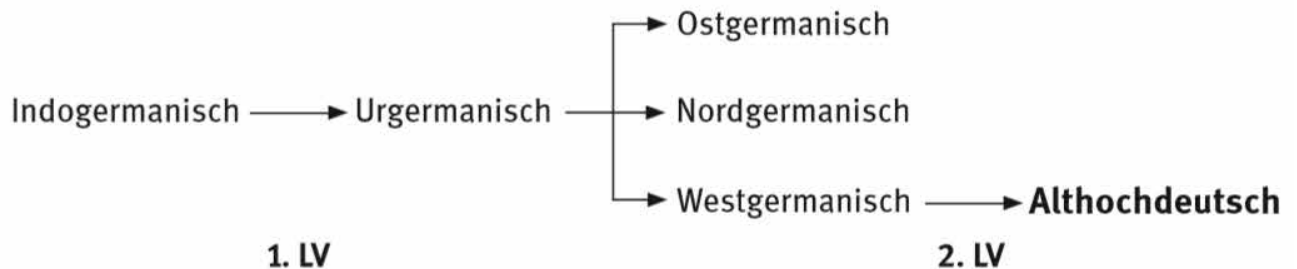 Ostgermanisch
Indogermanisch Urgermanisch Nordgermanisch
Westgermanisch Althochdeutsch
1. LV 2. LV